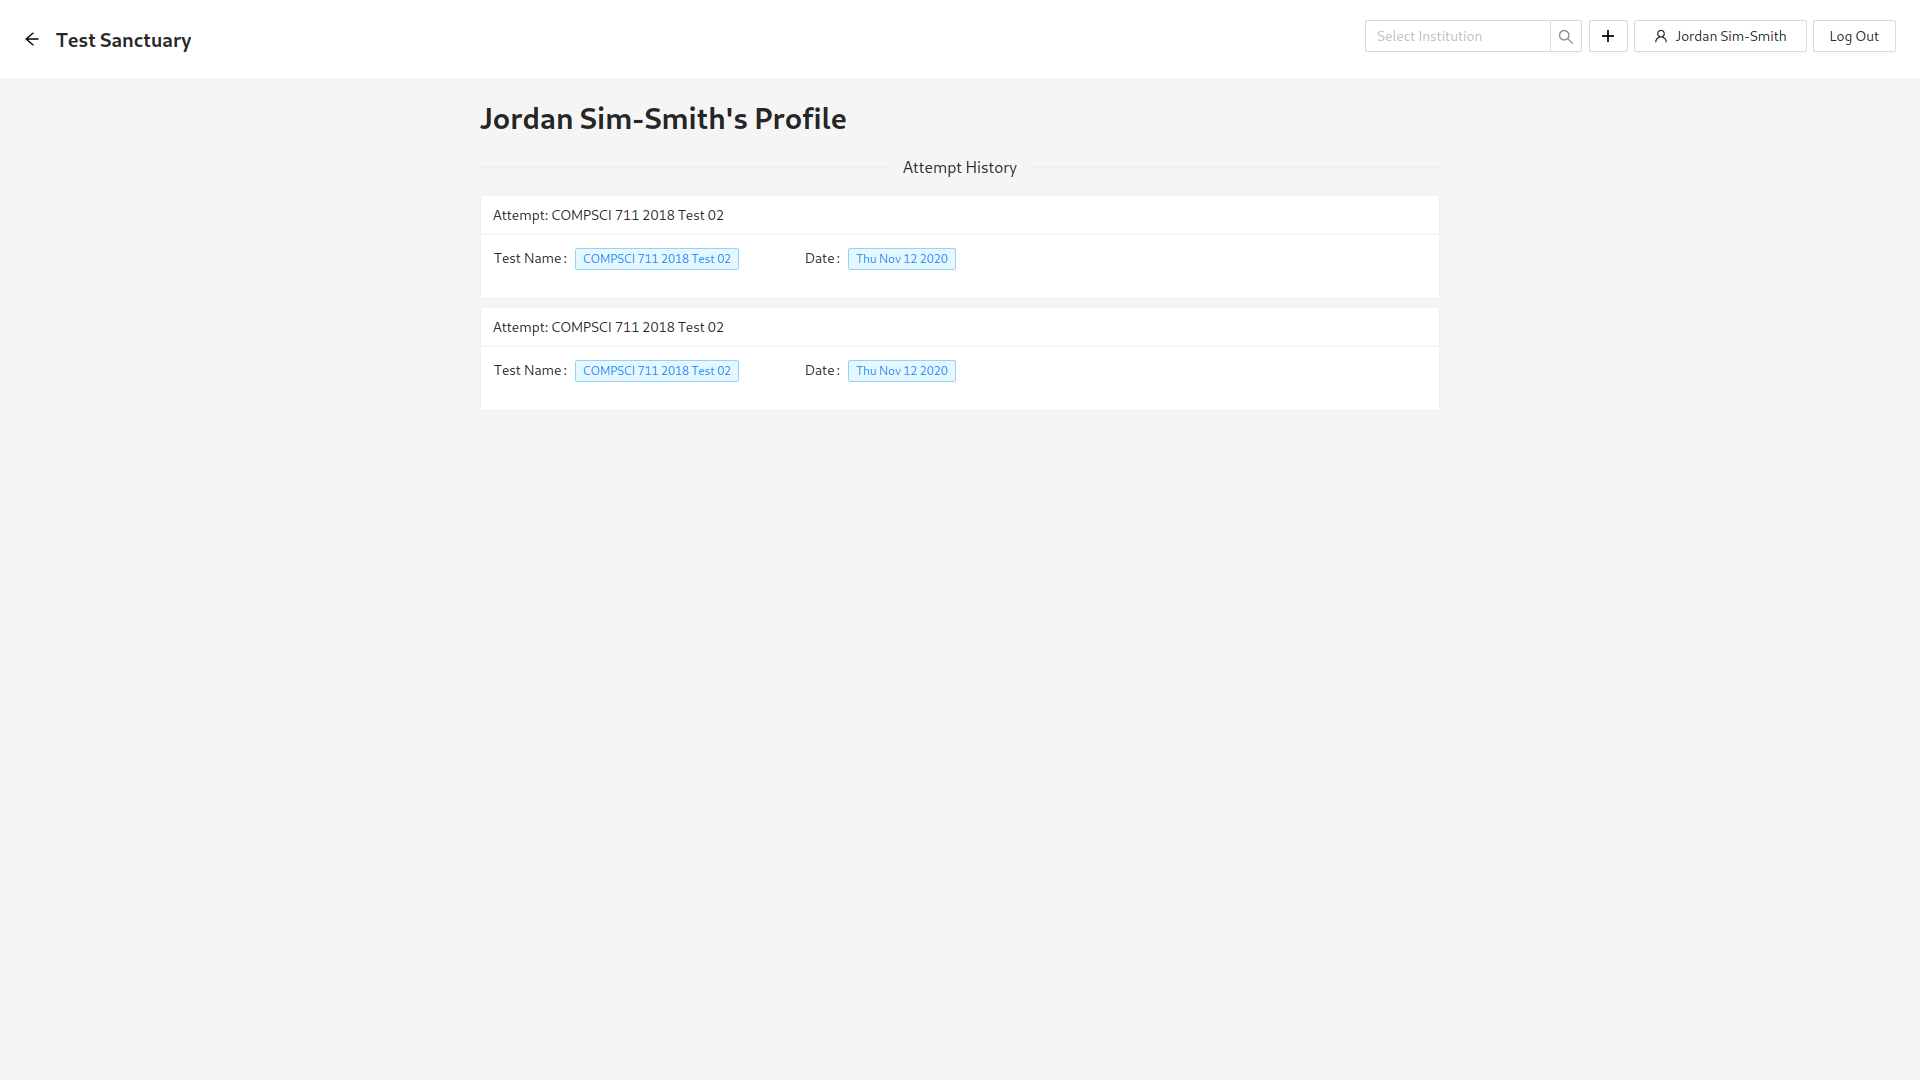 Test Sanctuary
Select Institution
Jordan Sim-Smith
Log Out
Jordan Sim-Smith's Profile
Attempt History
Attempt: COMPSCI 711 2018 Test 02
Test Name: COMPSCI 711 2018 Test 02 Date: Thu Nov 12 2020
Attempt: COMPSCI 711 2018 Test 02
Test Name: COMPSCI 711 2018 Test 02 Date: Thu Nov 12 2020